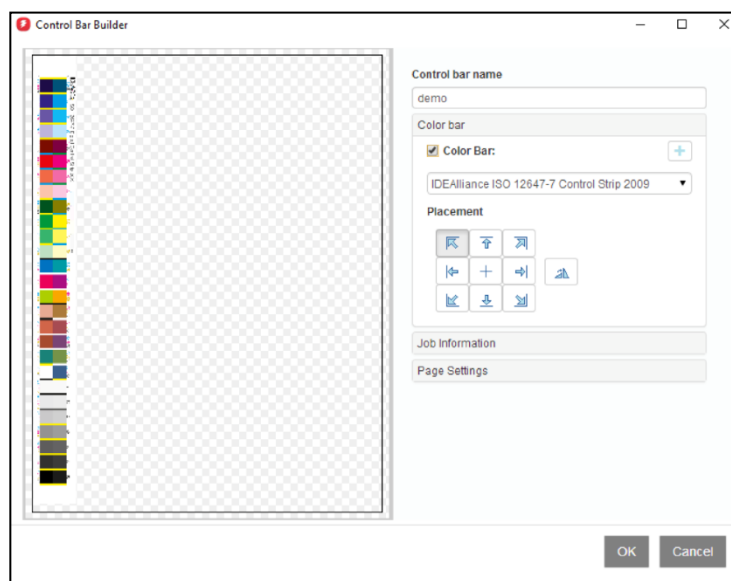 Control Bar Builder
Control bar name
demo
Color bar
Color Bar:
IDEAlliance ISO 12647-7 Control Strip 2009
Placement
Job Information
Page Settings
OK
Cancel